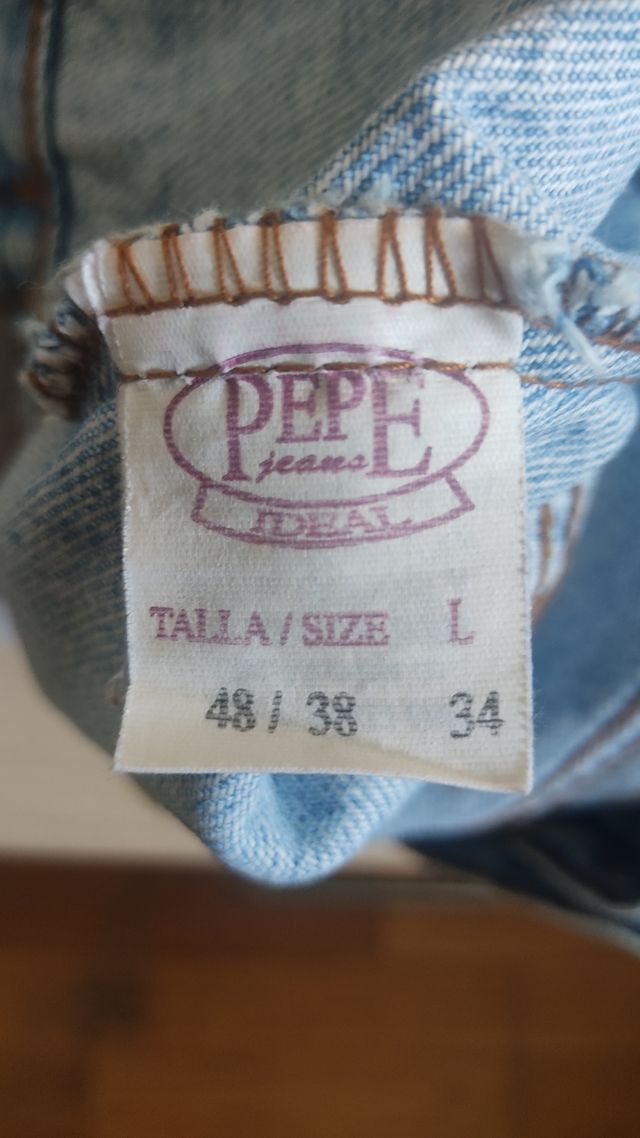 PEPE
jeans
IDEAL
TALLA / SIZE L
48 / 38 34